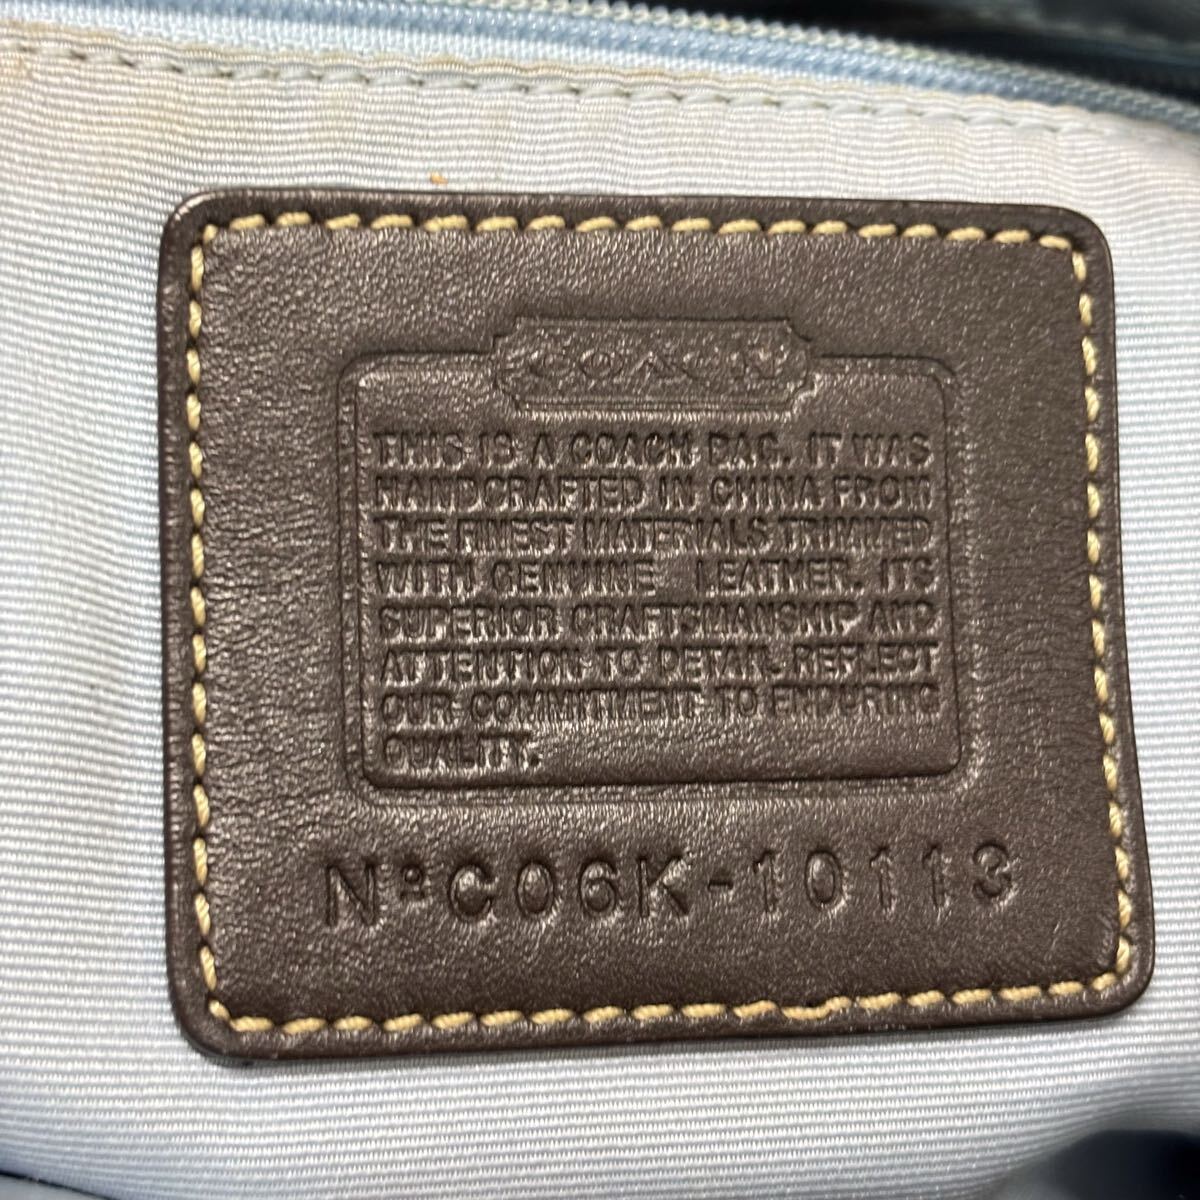 COACH
THIS IS A COACH BAG. IT WAS
HANDCRAFTED IN CHINA FROM
THE FINEST MATERIALS TRIMMED
WITH GENUINE LEATHER. ITS
SUPERIOR CRAFTSMANSHIP AND
ATTENTION TO DETAIL REFLECT
OUR COMMITMENT TO ENDURING
QUALITY.
Nº C06K-10113